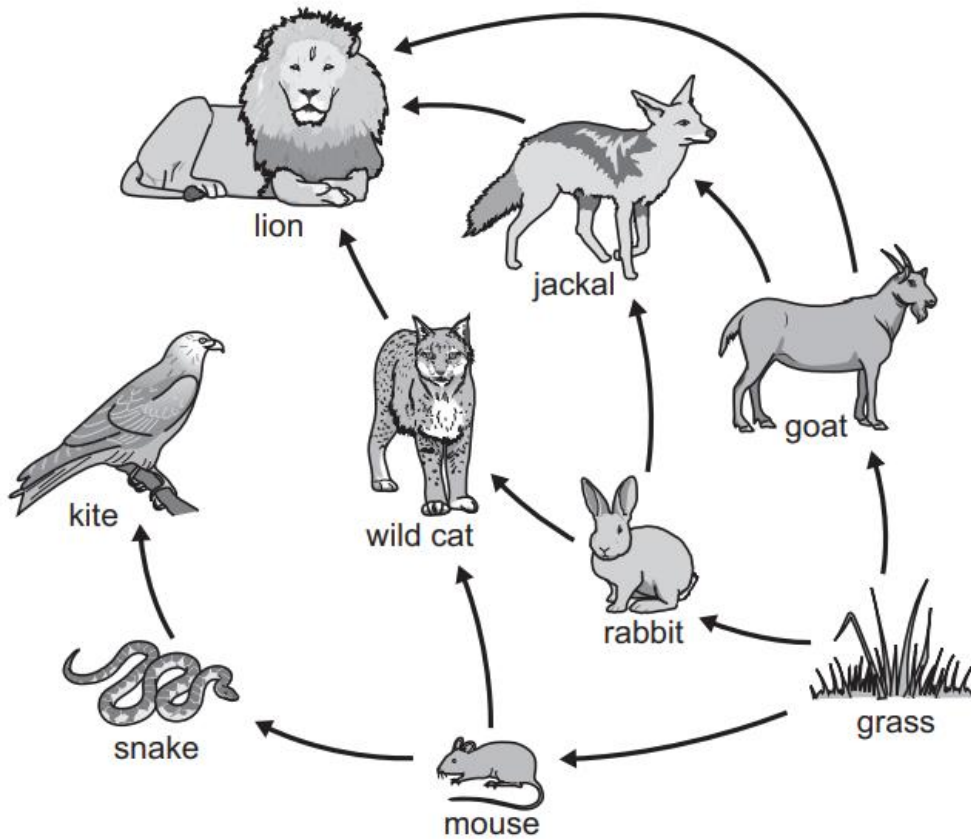 lion
jackal
goat
kite
wild cat
rabbit
grass
snake
mouse